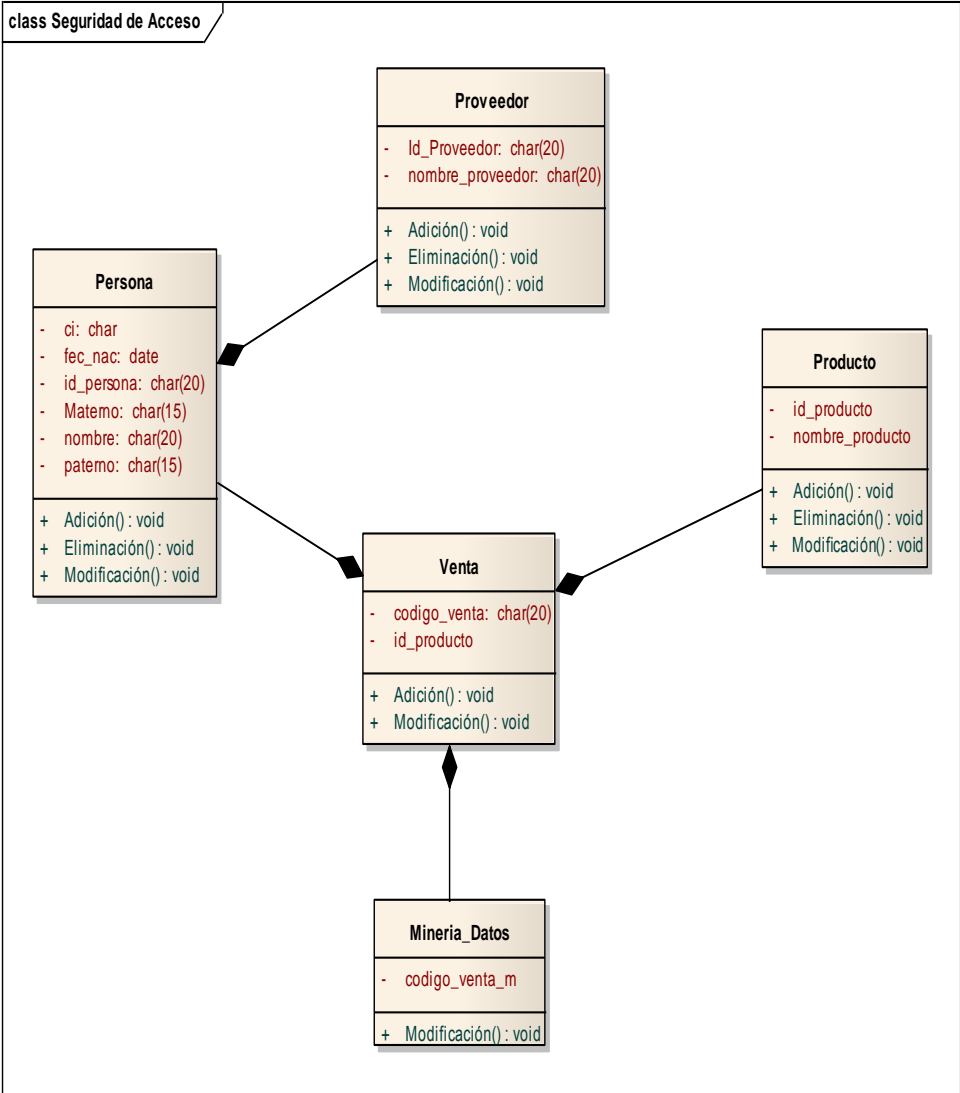 class Seguridad de Acceso
Proveedor
- Id_Proveedor: char(20)
- nombre_proveedor: char(20)
+ Adición() : void
+ Eliminación() : void
+ Modificación() : void
Persona
- ci: char
- fec_nac: date
- id_persona: char(20)
- Materno: char(15)
- nombre: char(20)
- paterno: char(15)
+ Adición() : void
+ Eliminación() : void
+ Modificación() : void
Producto
- id_producto
- nombre_producto
+ Adición() : void
+ Eliminación() : void
+ Modificación() : void
Venta
- codigo_venta: char(20)
- id_producto
+ Adición() : void
+ Modificación() : void
Mineria_Datos
- codigo_venta_m
+ Modificación() : void